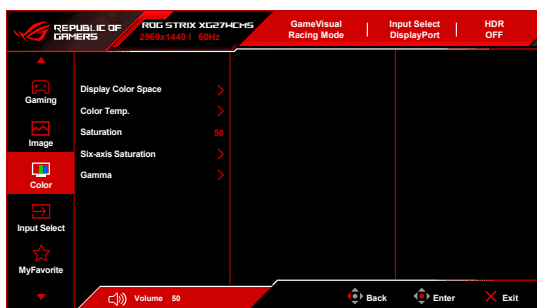 REPUBLIC OF
GAMERS
ROG STRIX XG27WCMS
2560x1440 | 60Hz
GameVisual
Racing Mode
Input Select
DisplayPort
HDR
OFF
Gaming
Image
Color
Input Select
MyFavorite
Display Color Space
Color Temp.
Saturation 50
Six-axis Saturation
Gamma
Volume 50
Back
Enter
Exit